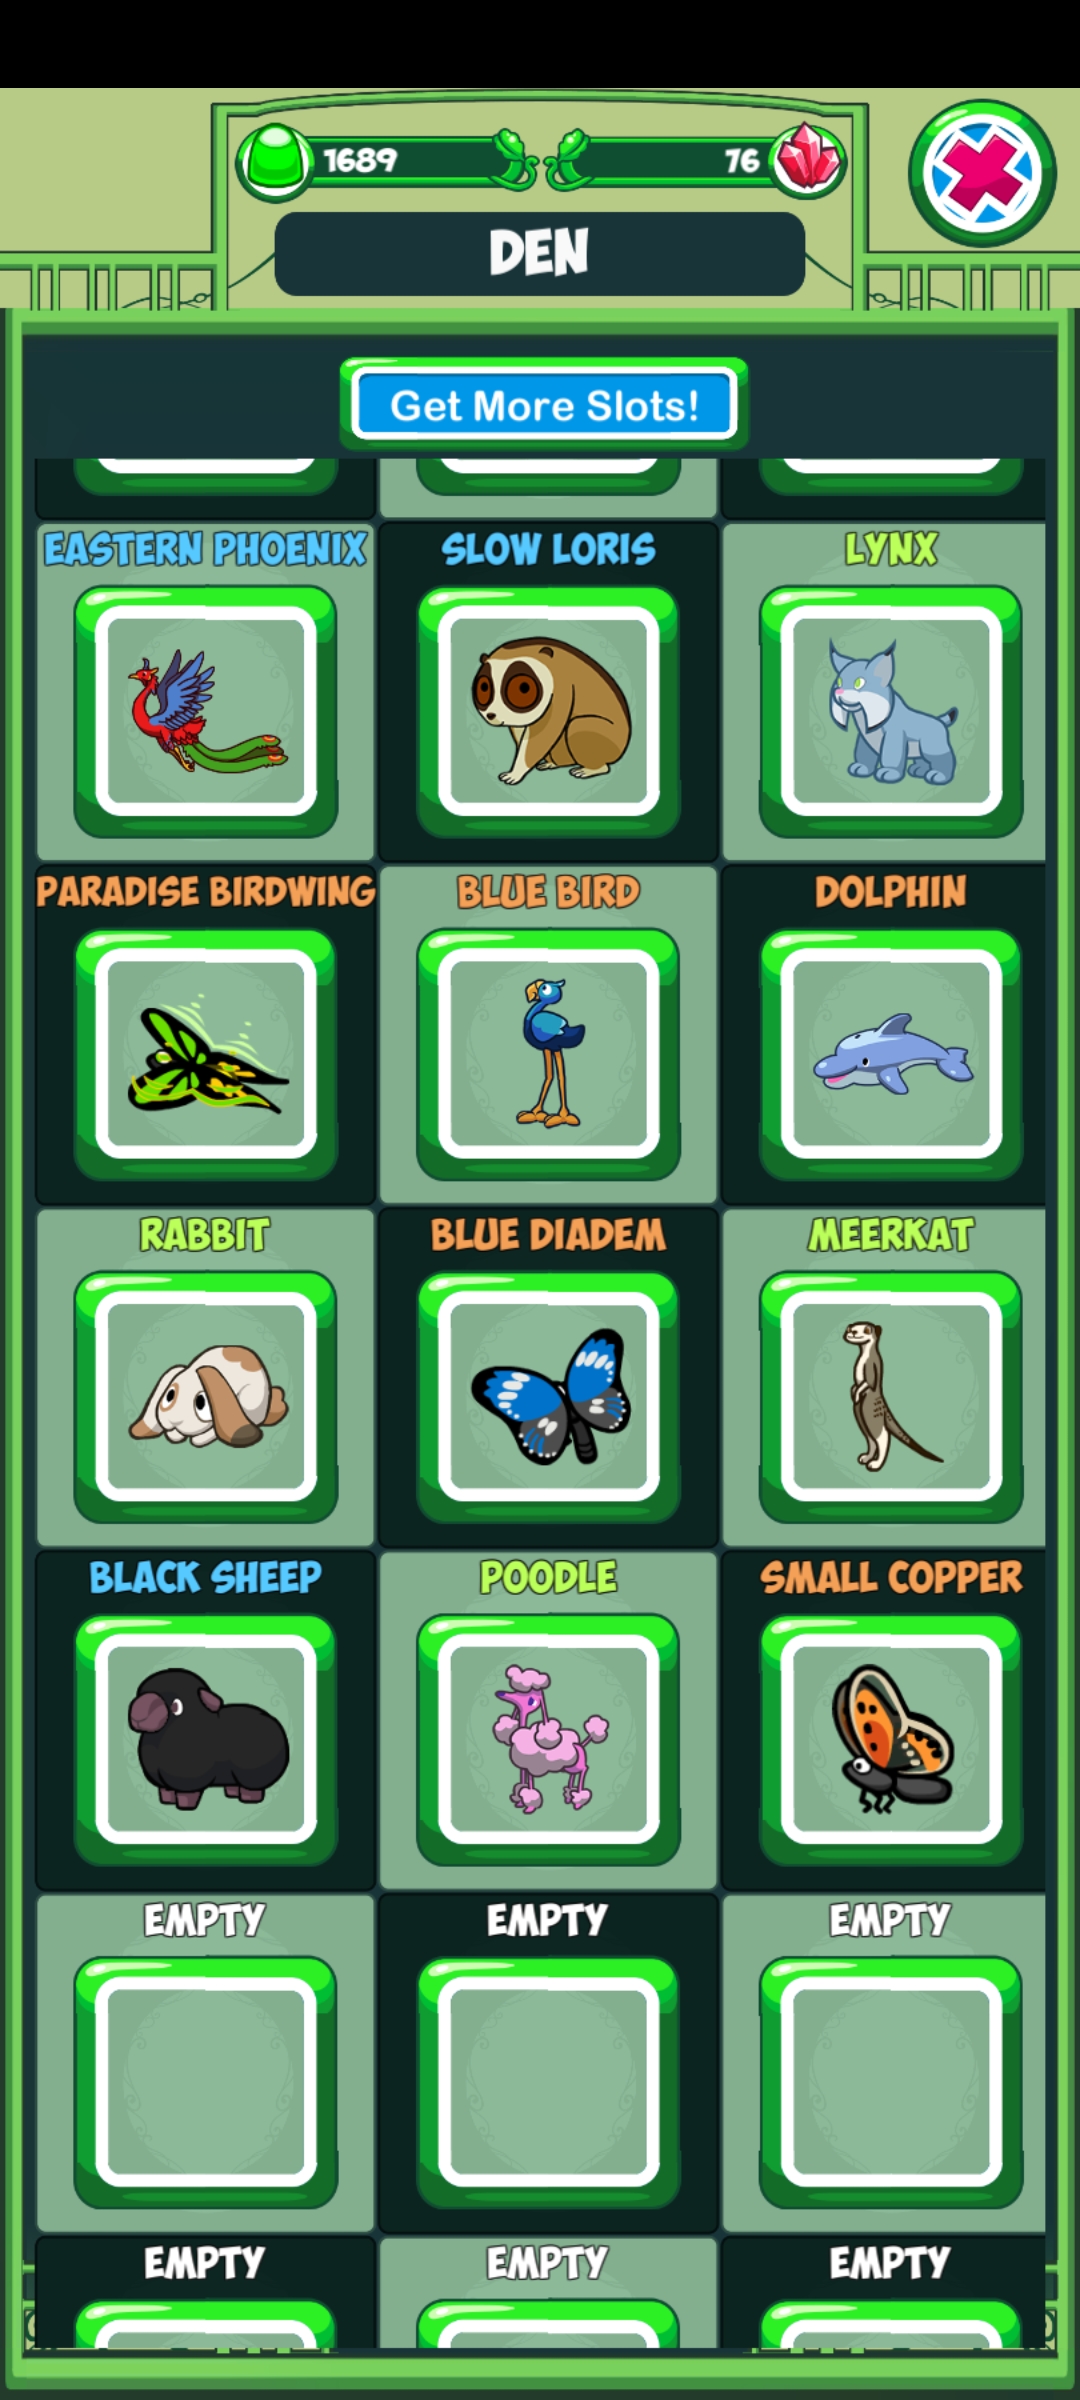 1689 76
DEN
Get More Slots!
EASTERN PHOENIX SLOW LORIS LYNX
PARADISE BIRDWING BLUE BIRD DOLPHIN
RABBIT BLUE DIADEM MEERKAT
BLACK SHEEP POODLE SMALL COPPER
EMPTY EMPTY EMPTY
EMPTY EMPTY EMPTY